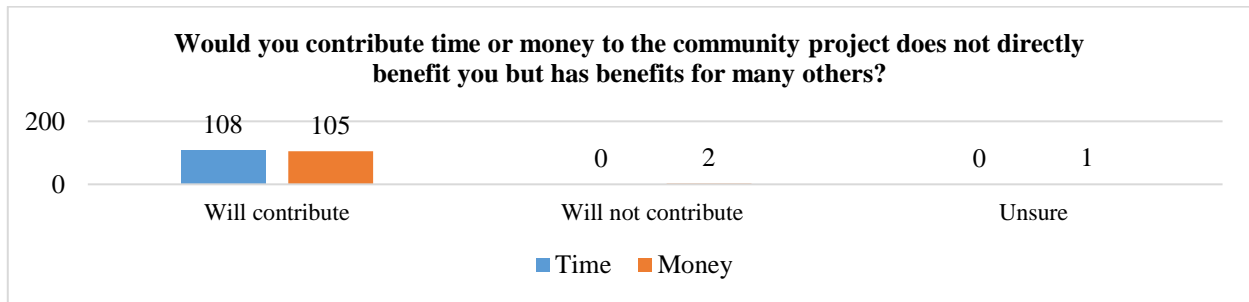 Would you contribute time or money to the community project does not directly
benefit you but has benefits for many others?
200
0
108 105
0 2
0 1
Will contribute Will not contribute Unsure
Time Money